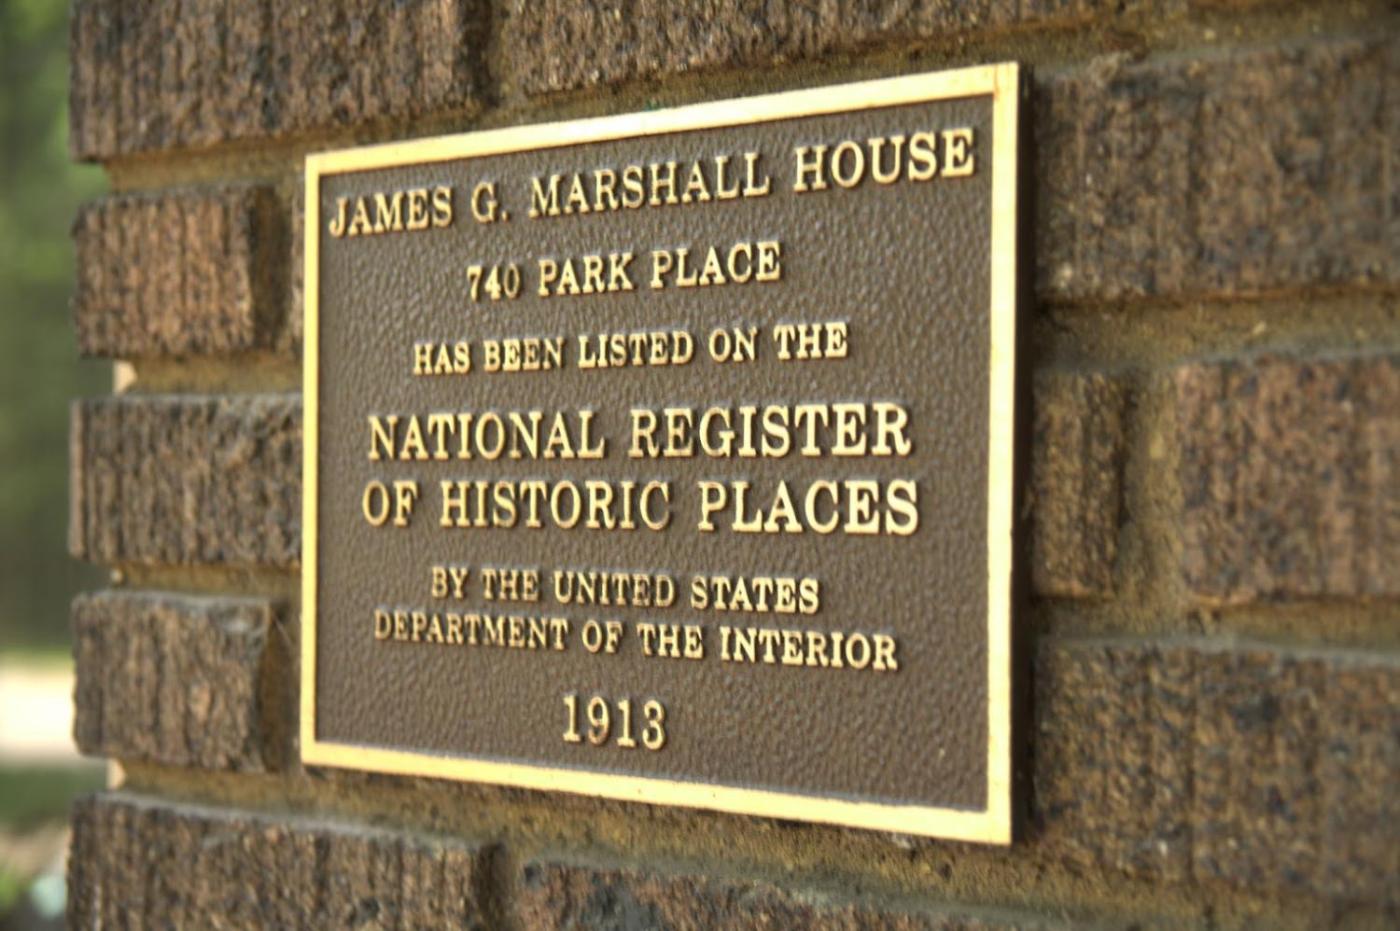 JAMES G. MARSHALL HOUSE
740 PARK PLACE
HAS BEEN LISTED ON THE
NATIONAL REGISTER
OF HISTORIC PLACES
BY THE UNITED STATES
DEPARTMENT OF THE INTERIOR
1913